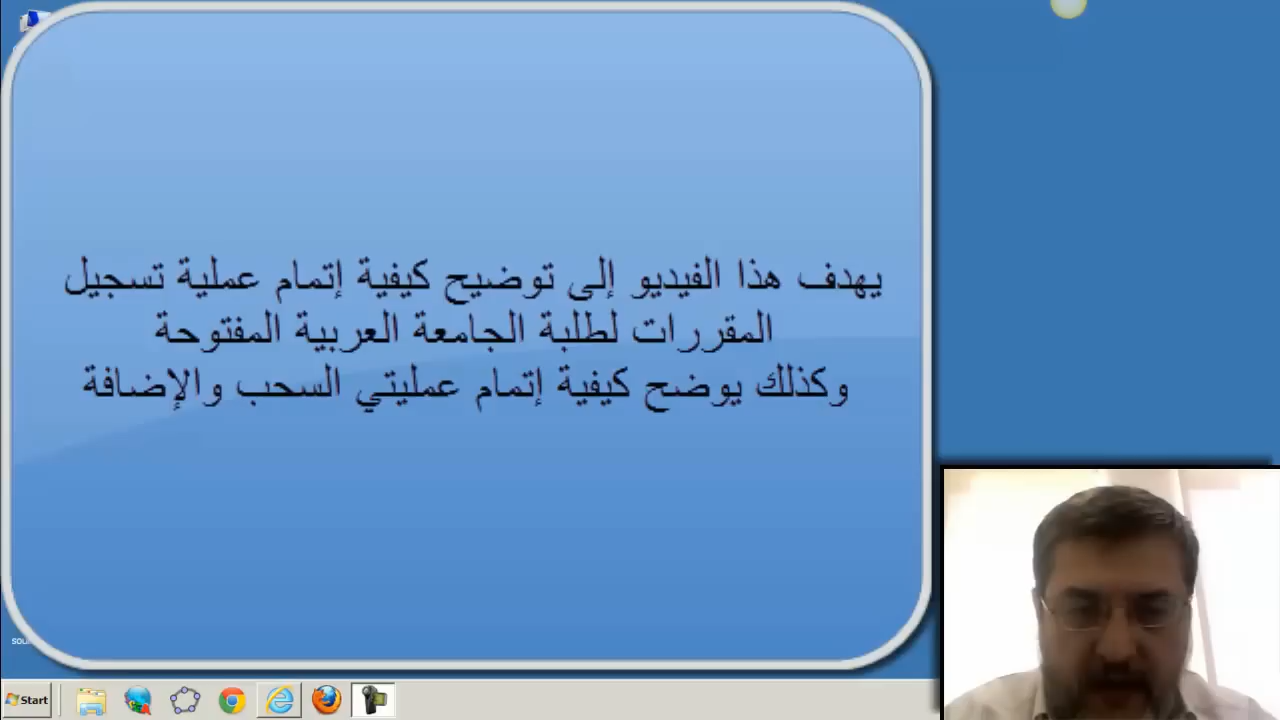 يهدف هذا الفيديو إلى توضيح كيفية إتمام عملية تسجيل
المقررات لطلبة الجامعة العربية المفتوحة
وكذلك يوضح كيفية إتمام عمليتي السحب والإضافة
Start